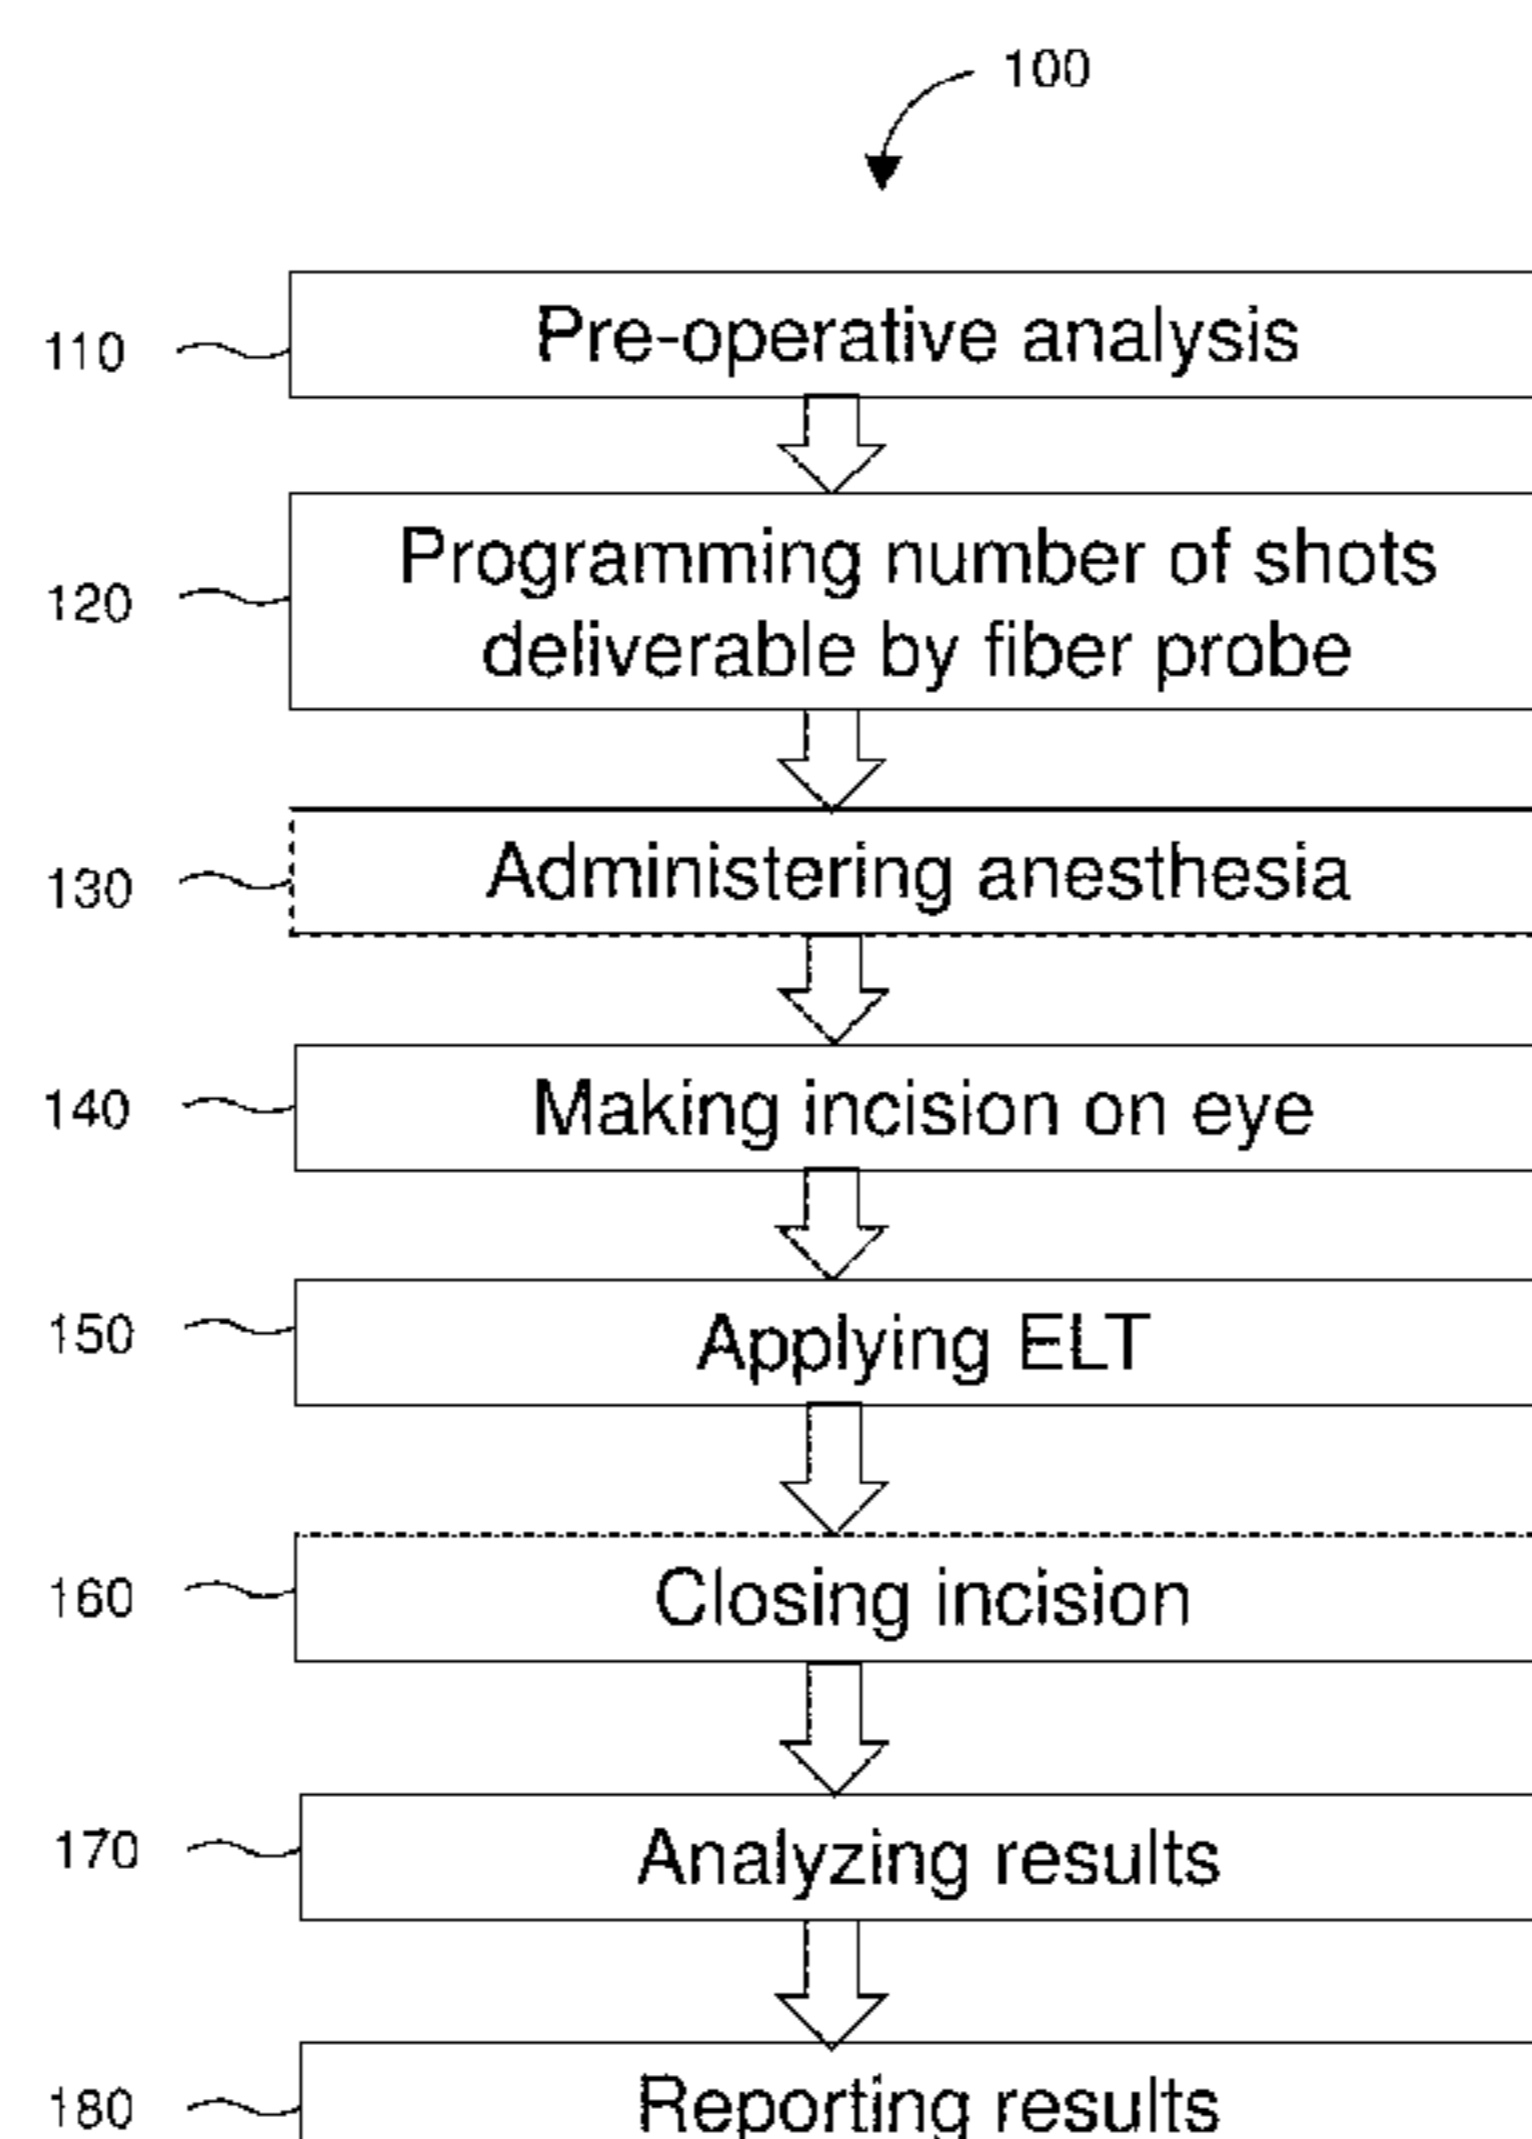 100
110 Pre-operative analysis
120 Programming number of shots
deliverable by fiber probe
130 Administering anesthesia
140 Making incision on eye
150 Applying ELT
160 Closing incision
170 Analyzing results
180 Reporting results